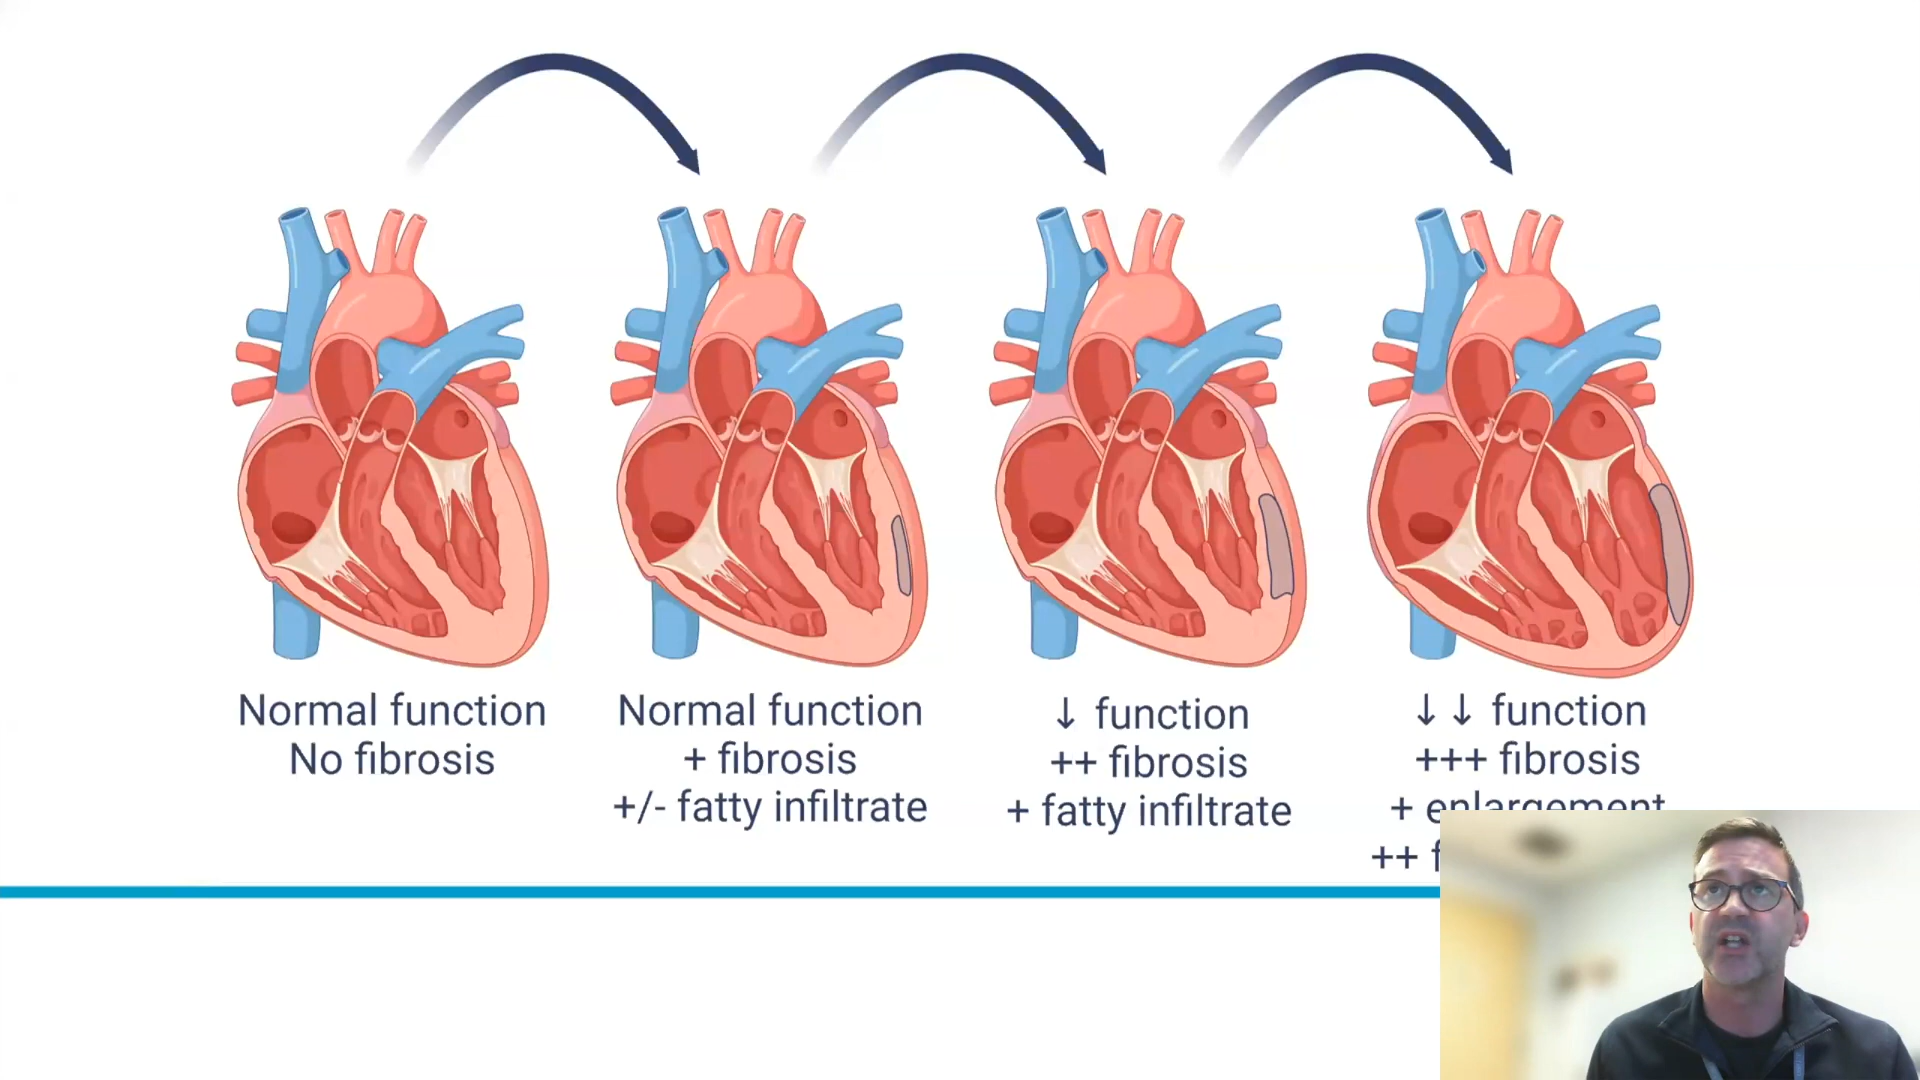 Normal function
No fibrosis
Normal function
+ fibrosis
+/- fatty infiltrate
↓ function
++ fibrosis
+ fatty infiltrate
↓ ↓ function
+++ fibrosis
+ enlargement
++